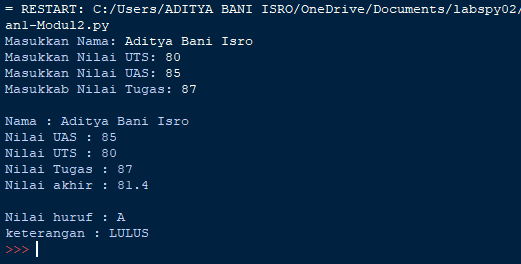 = RESTART: C:/Users/ADITYA BANI ISRO/OneDrive/Documents/labspy02/
an1-Modul2.py
Masukkan Nama: Aditya Bani Isro
Masukkan Nilai UTS: 80
Masukkan Nilai UAS: 85
Masukkab Nilai Tugas: 87
Nama : Aditya Bani Isro
Nilai UAS : 85
Nilai UTS : 80
Nilai Tugas : 87
Nilai akhir : 81.4
Nilai huruf : A
keterangan : LULUS
>>>